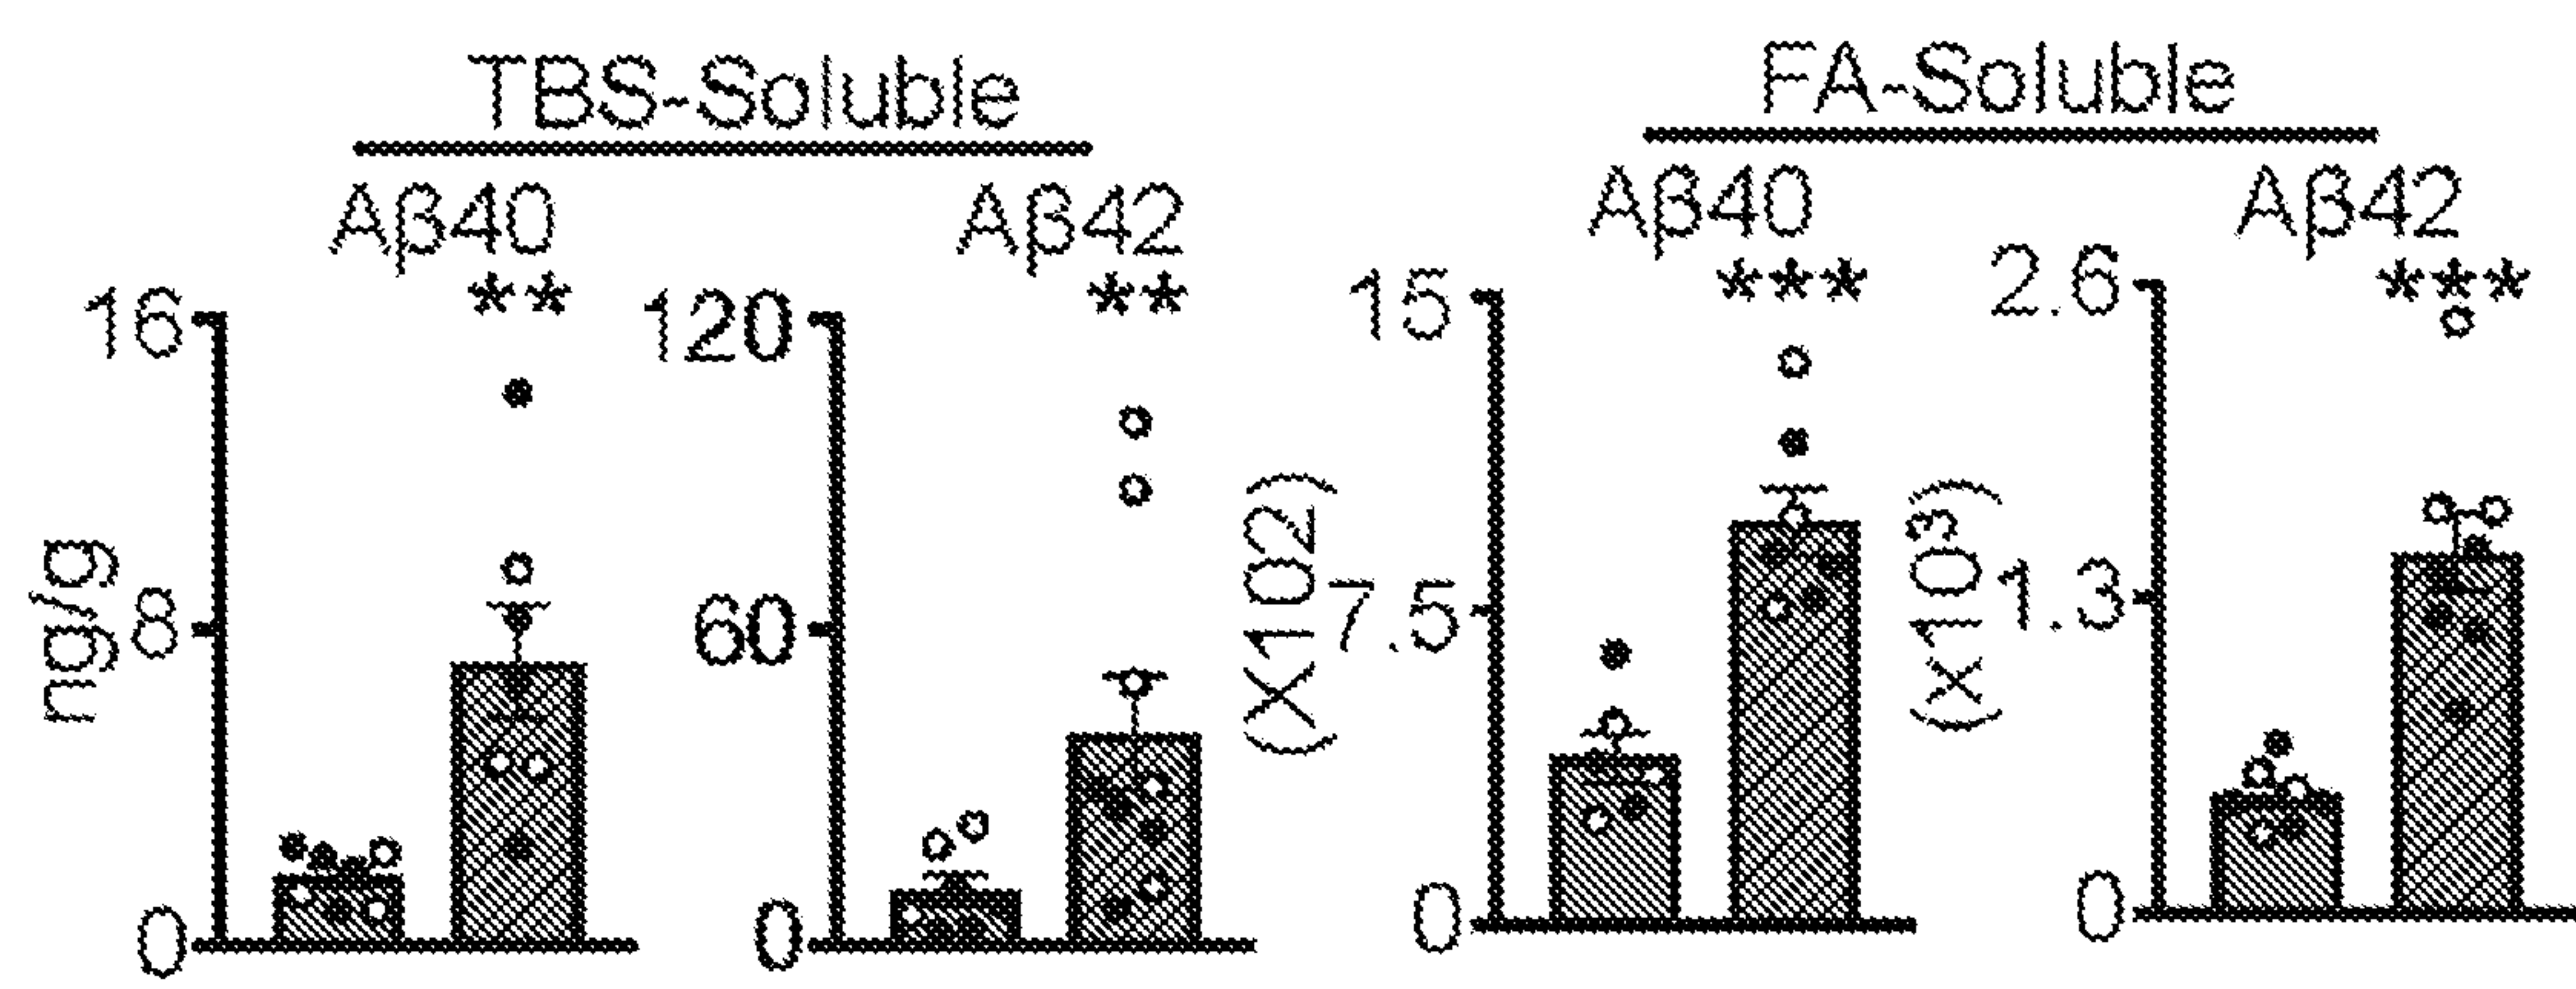 TBS-Soluble
FA-Soluble
Aβ40
Aβ42
Aβ40
Aβ42
**
**
***
***
ng/g
16
8
0
120
60
0
(X102)
15
7.5
0
(x10³)
2.6
1.3
0